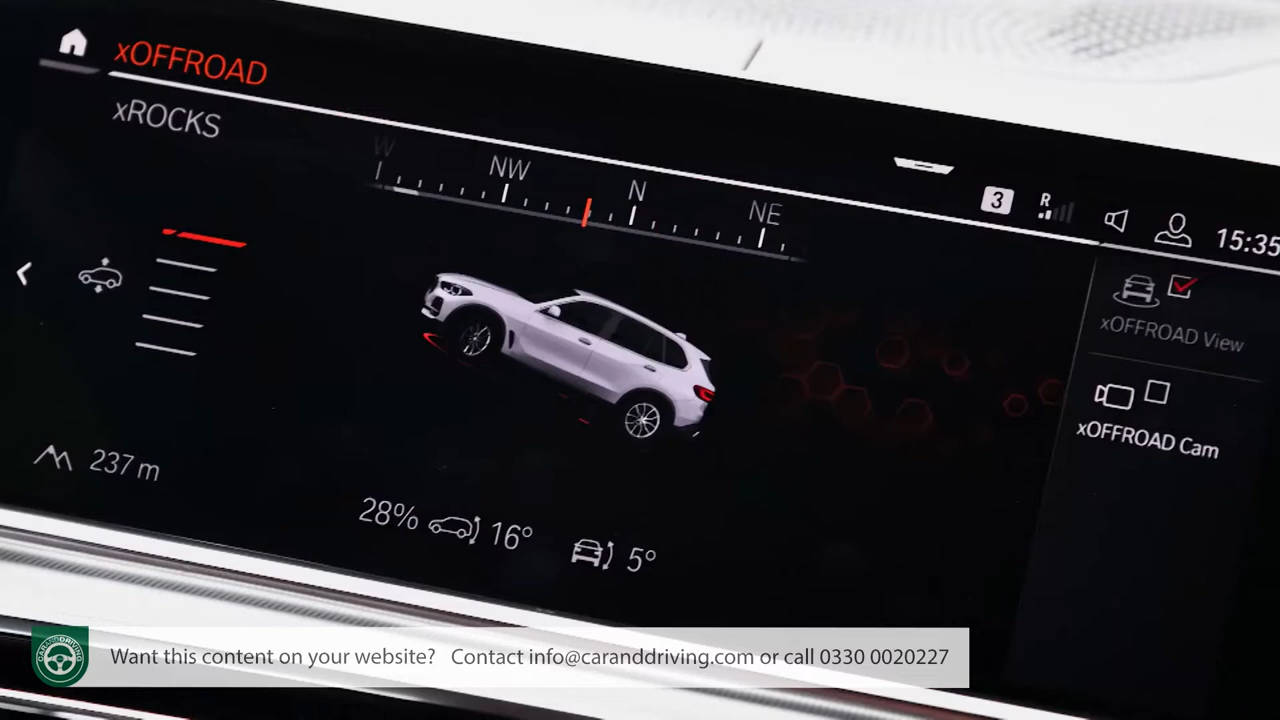 xOFFROAD
xROCKS
W NW N NE
3 R 15:35
xOFFROAD View
xOFFROAD Cam
237 m
28% 16° 5°
CARANDDRIVING
Want this content on your website? Contact info@caranddriving.com or call 0330 0020227